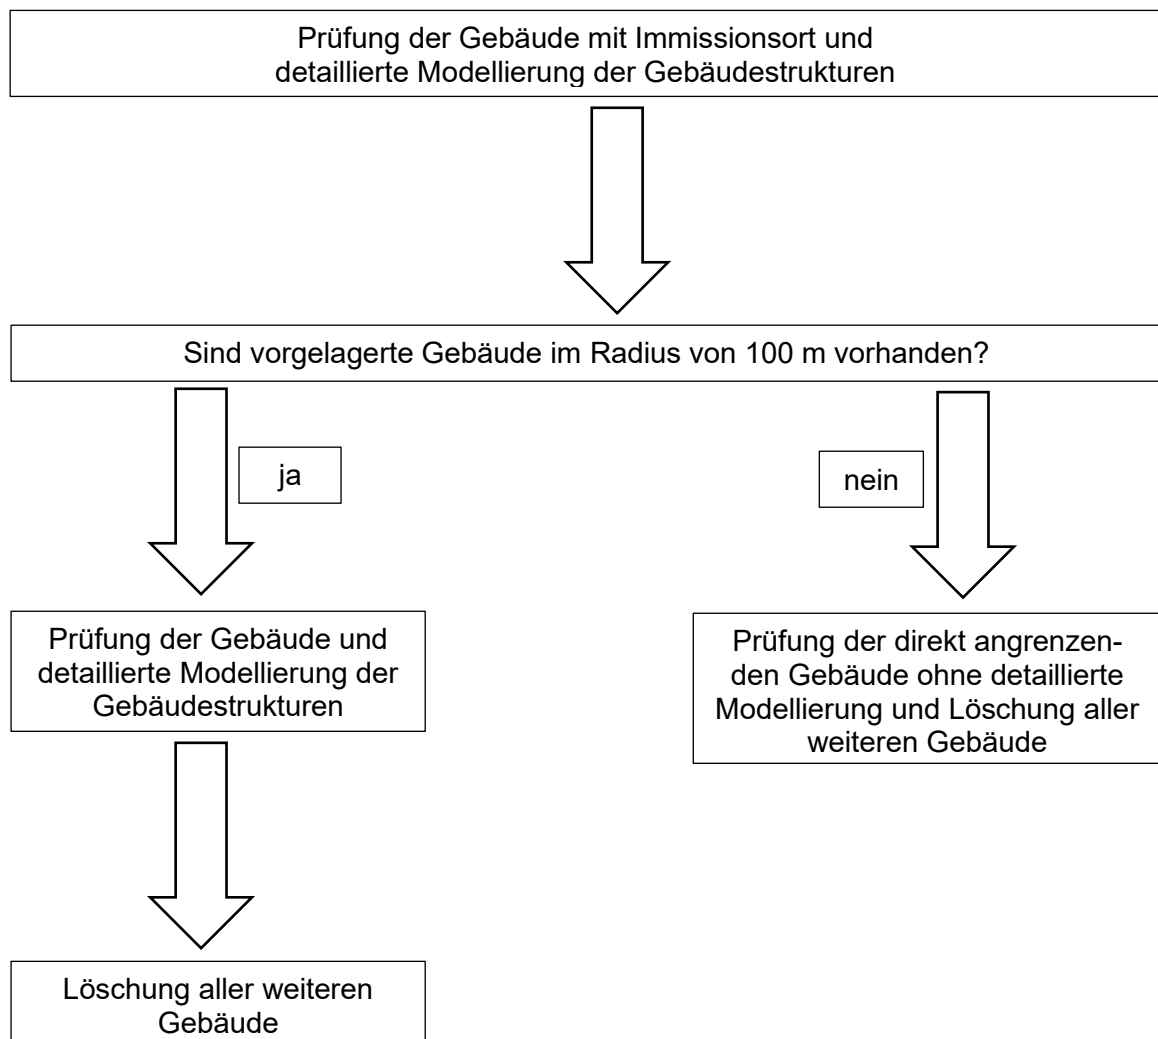 Prüfung der Gebäude mit Immissionsort und
detaillierte Modellierung der Gebäudestrukturen
Sind vorgelagerte Gebäude im Radius von 100 m vorhanden?
ja
nein
Prüfung der Gebäude und
detaillierte Modellierung der
Gebäudestrukturen
Prüfung der direkt angrenzen-
den Gebäude ohne detaillierte
Modellierung und Löschung aller
weiteren Gebäude
Löschung aller weiteren
Gebäude